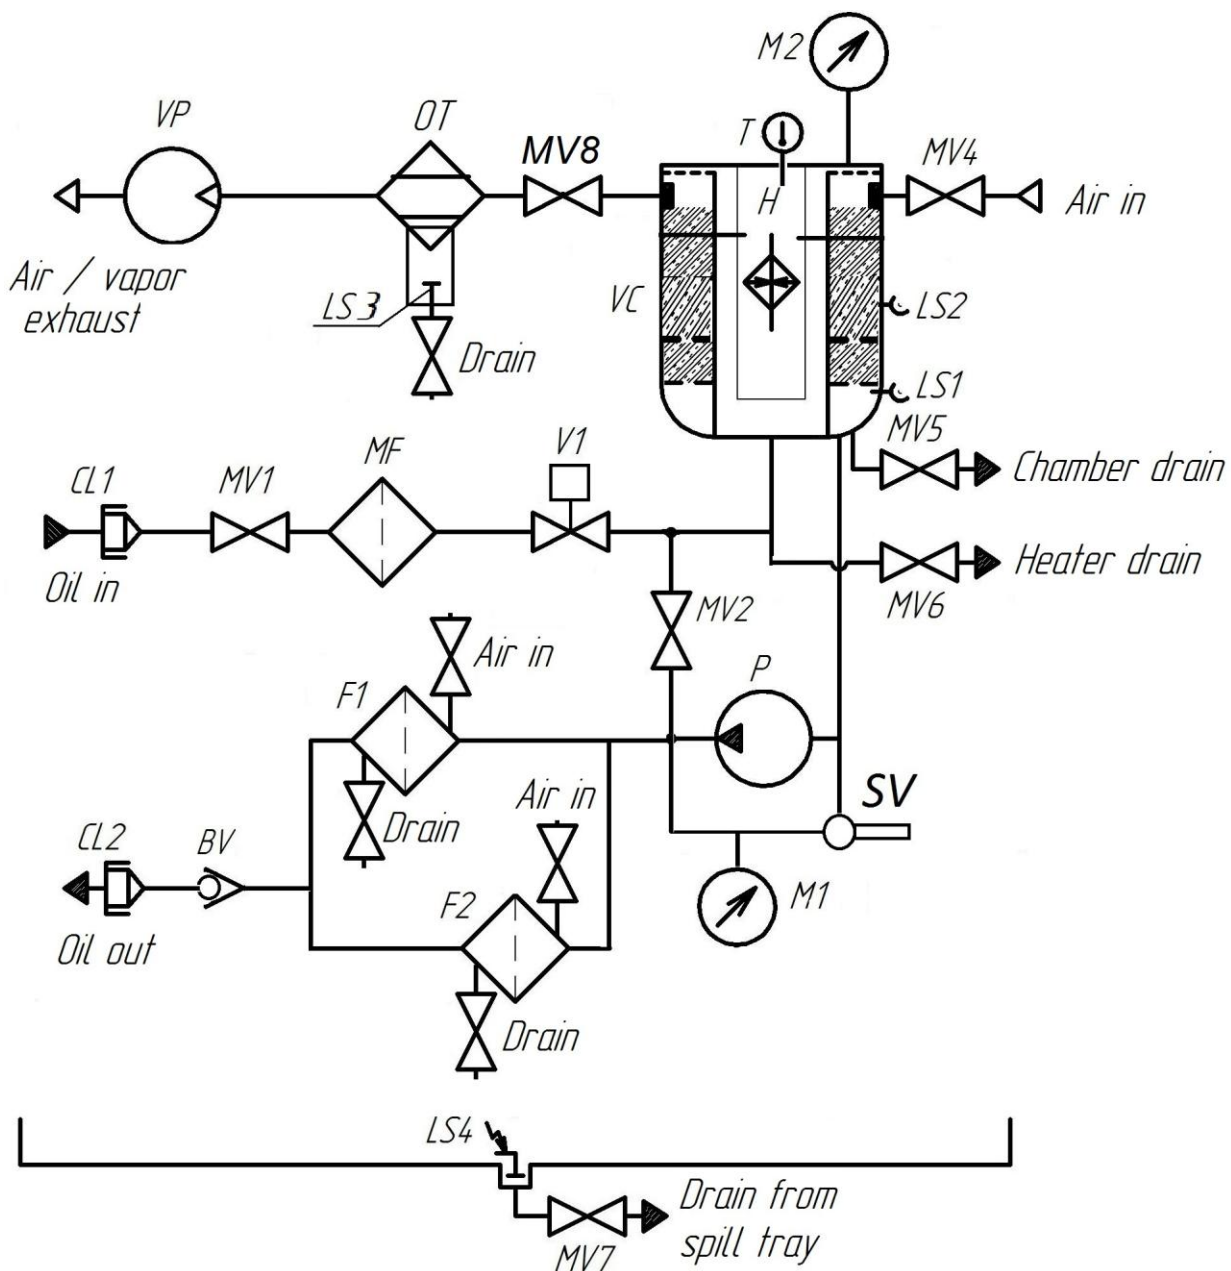 M2
VP
OT
MV8
T
MV4
H
Air in
Air / vapor
exhaust
LS3
VC
LS2
Drain
LS1
MV5
Chamber drain
CL1
MV1
MF
V1
Oil in
Heater drain
MV6
MV2
Air in
F1
P
Air in
SV
Drain
CL2
BV
F2
M1
Oil out
Drain
LS4
Drain from
spill tray
MV7